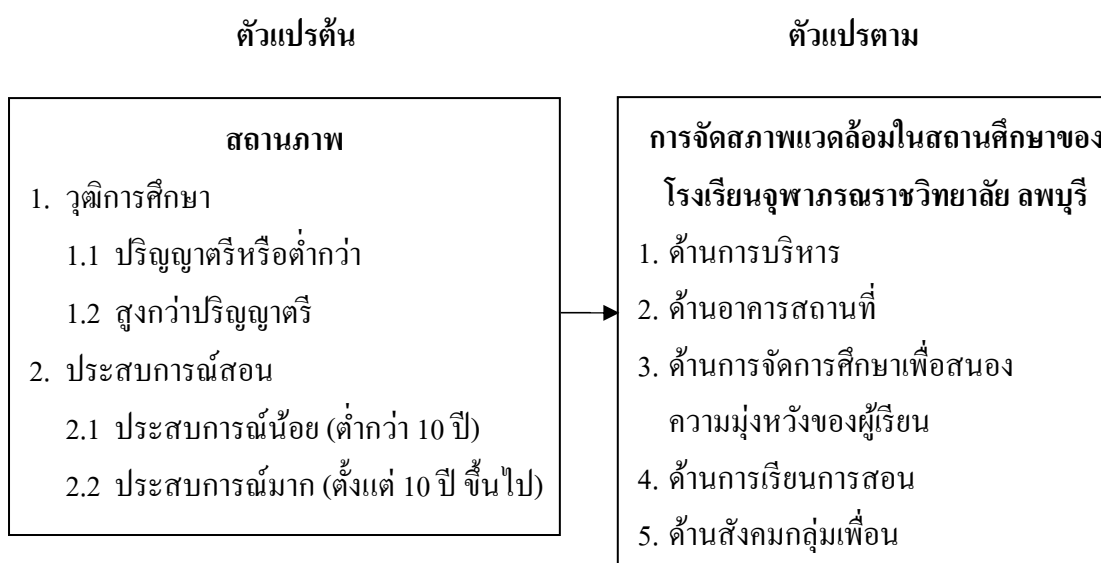 ตัวแปรต้น
ตัวแปรตาม
สถานภาพ
1. วุฒิการศึกษา
1.1 ปริญญาตรีหรือต่ำกว่า
1.2 สูงกว่าปริญญาตรี
2. ประสบการณ์สอน
2.1 ประสบการณ์น้อย (ต่ำกว่า 10 ปี)
2.2 ประสบการณ์มาก (ตั้งแต่ 10 ปี ขึ้นไป)
การจัดสภาพแวดล้อมในสถานศึกษาของ
โรงเรียนจุฬาภรณราชวิทยาลัย ลพบุรี
1. ด้านการบริหาร
2. ด้านอาคารสถานที่
3. ด้านการจัดการศึกษาเพื่อสนอง
ความมุ่งหวังของผู้เรียน
4. ด้านการเรียนการสอน
5. ด้านสังคมกลุ่มเพื่อน